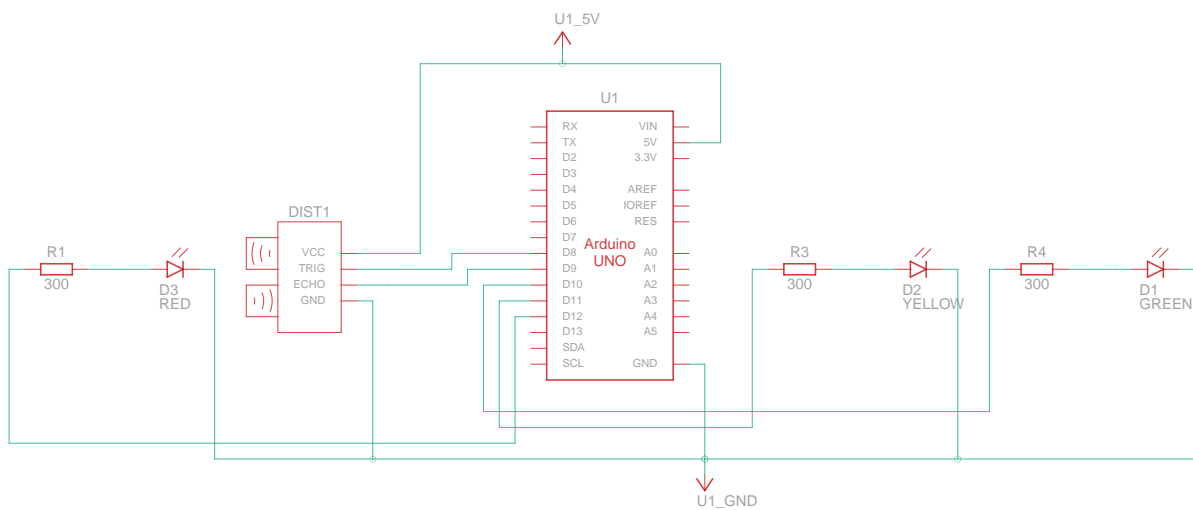 U1_5V
U1
RX
TX
D2
D3
D4
D5
D6
D7
D8
D9
D10
D11
D12
D13
SDA
SCL
VIN
5V
3.3V
AREF
IOREF
RES
A0
A1
A2
A3
A4
A5
GND
Arduino
UNO
DIST1
VCC
TRIG
ECHO
GND
R1
300
D3
RED
R3
300
D2
YELLOW
R4
300
D1
GREEN
U1_GND